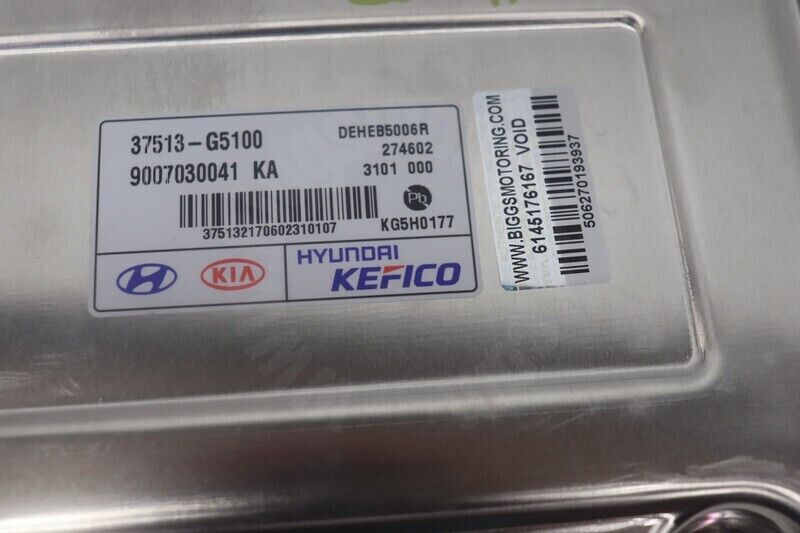 37513-G5100
DEHEB5006R
9007030041 KA
274602
3101 000
Pb
375132170602310107
KG5H0177
KIA
HYUNDAI
KEFICO
WWW.BIGGSMOTORING.COM
6145176167 VOID
506270193937